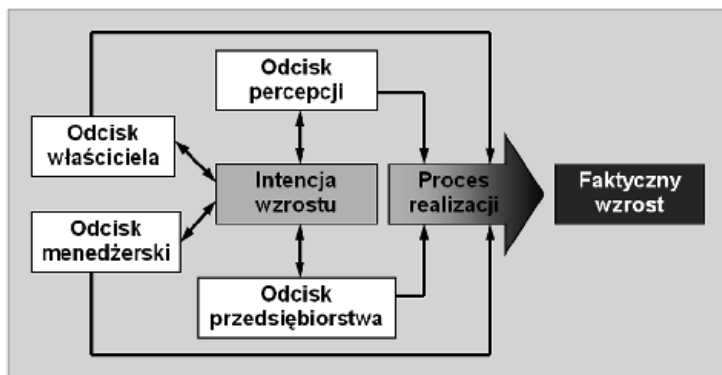 Odcisk
percepcji
Odcisk
właściciela
Intencja
wzrostu
Proces
realizacji
Faktyczny
wzrost
Odcisk
menedżerski
Odcisk
przedsiębiorstwa